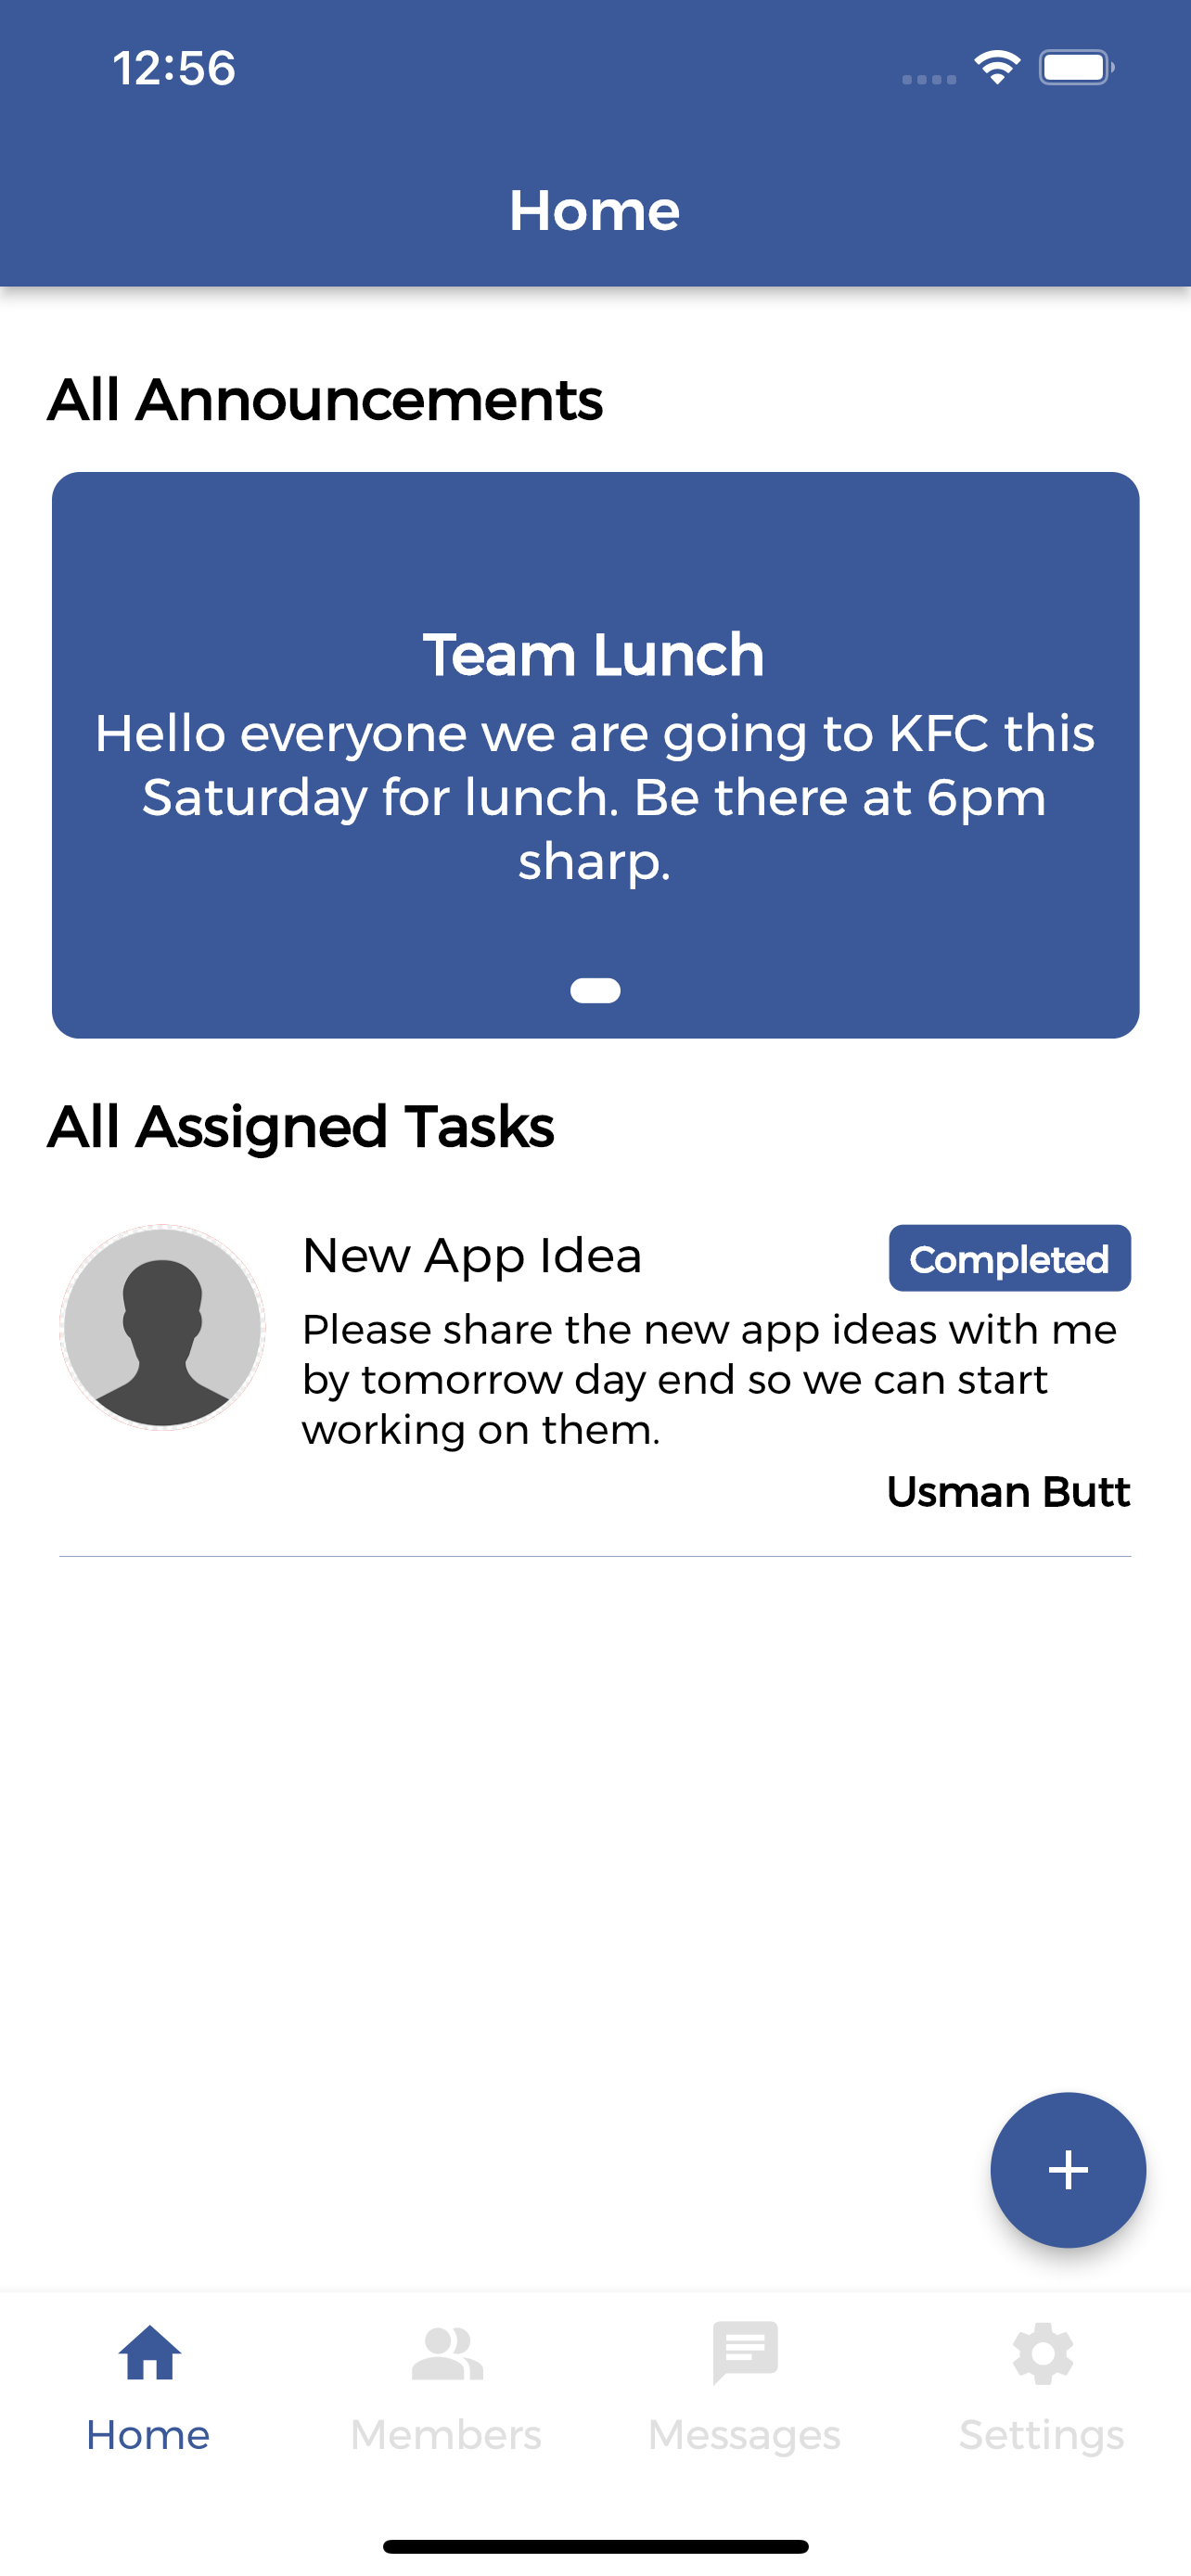 12:56
Home
All Announcements
Team Lunch
Hello everyone we are going to KFC this
Saturday for lunch. Be there at 6pm
sharp.
All Assigned Tasks
New App Idea
Completed
Please share the new app ideas with me
by tomorrow day end so we can start
working on them.
Usman Butt
Home
Members
Messages
Settings